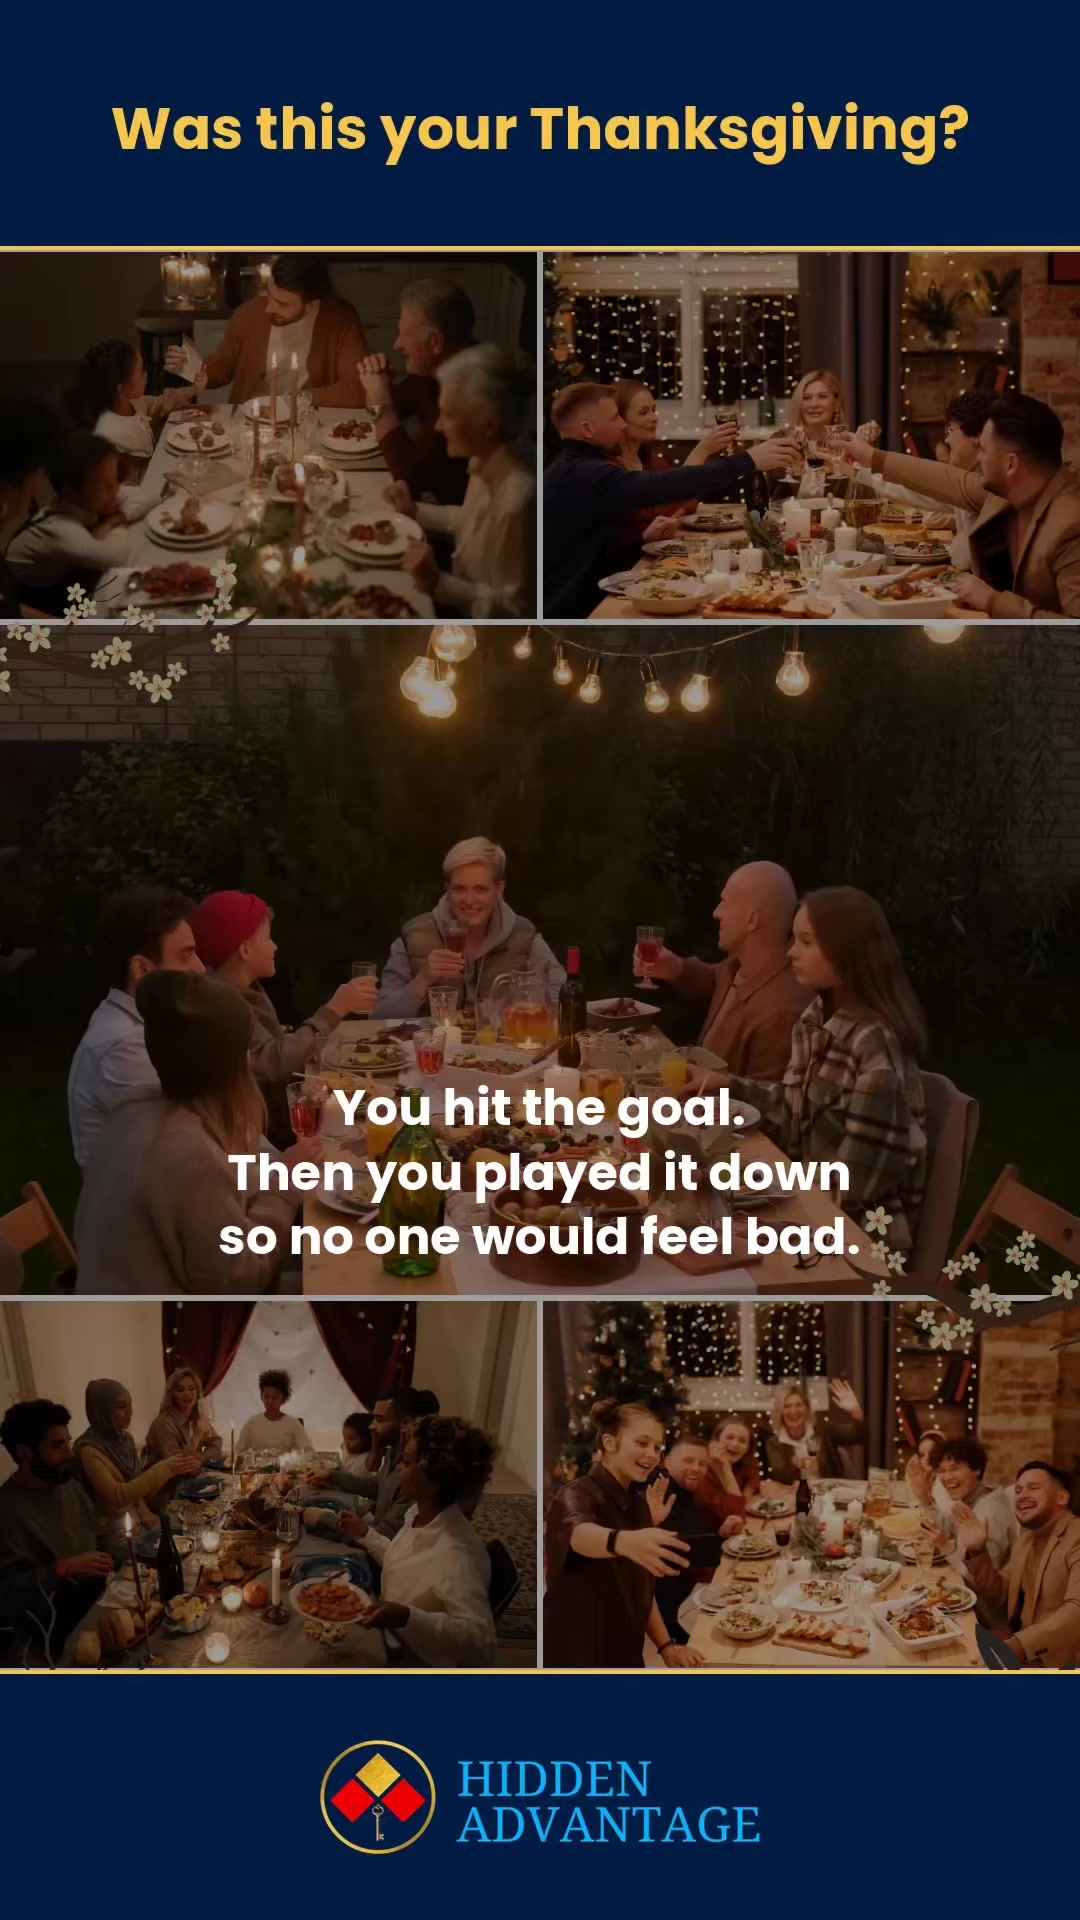 Was this your Thanksgiving?
You hit the goal.
Then you played it down
so no one would feel bad.
HIDDEN
ADVANTAGE